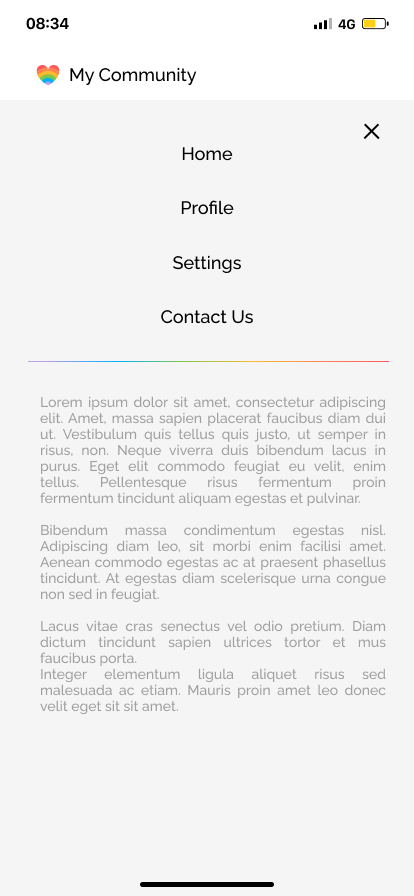 08:34
4G
My Community
Home
Profile
Settings
Contact Us
Lorem ipsum dolor sit amet, consectetur adipiscing
elit. Amet, massa sapien placerat faucibus diam dui
ut. Vestibulum quis tellus quis justo, ut semper in
risus, non. Neque viverra duis bibendum lacus in
purus. Eget elit commodo feugiat eu velit, enim
tellus. Pellentesque risus fermentum proin
fermentum tincidunt aliquam egestas et pulvinar.
Bibendum massa condimentum egestas nisl.
Adipiscing diam leo, sit morbi enim facilisi amet.
Aenean commodo egestas ac at praesent phasellus
tincidunt. At egestas diam scelerisque urna congue
non sed in feugiat.
Lacus vitae cras senectus vel odio pretium. Diam
dictum tincidunt sapien ultrices tortor et mus
faucibus porta.
Integer elementum ligula aliquet risus sed
malesuada ac etiam. Mauris proin amet leo donec
velit eget sit sit amet.